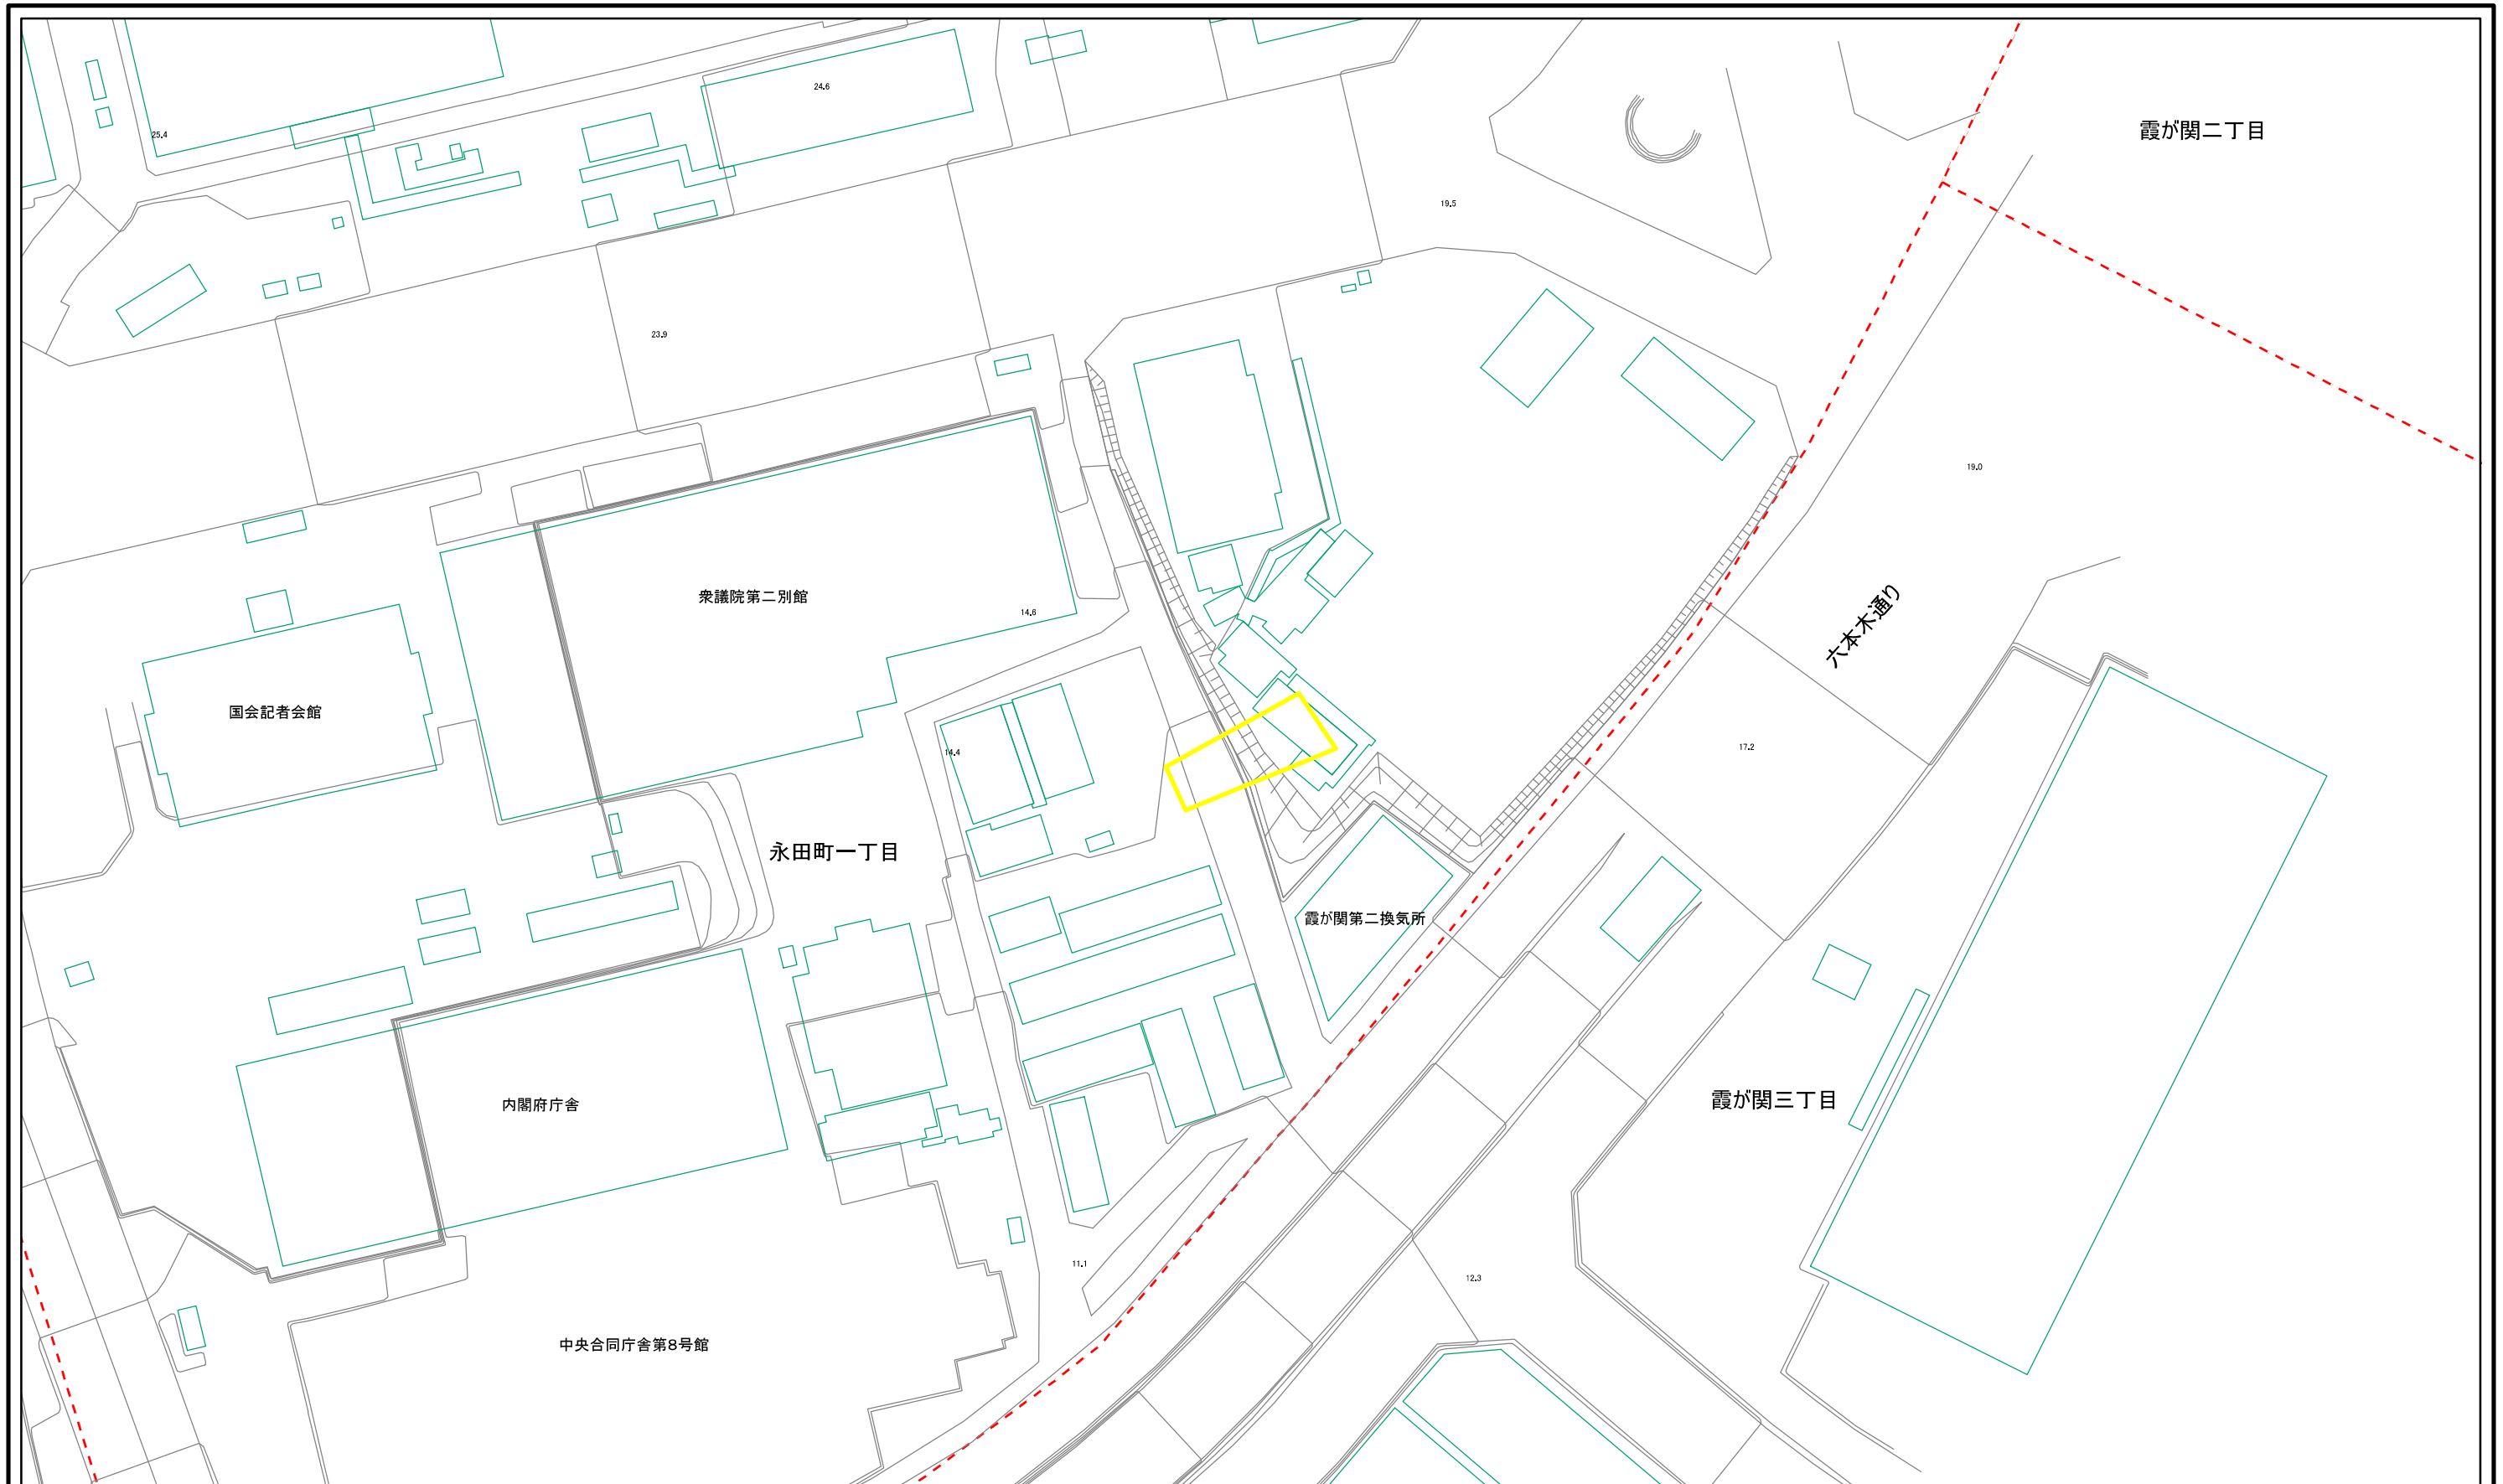 24.6
霞が関二丁目
25.4
19.5
23.9
19.0
衆議院第二別館
14.6
六本木通り
国会記者会館
17.2
14.4
永田町一丁目
霞が関第二換気所
霞が関三丁目
内閣府庁舎
11.1
12.3
中央合同庁舎第8号館